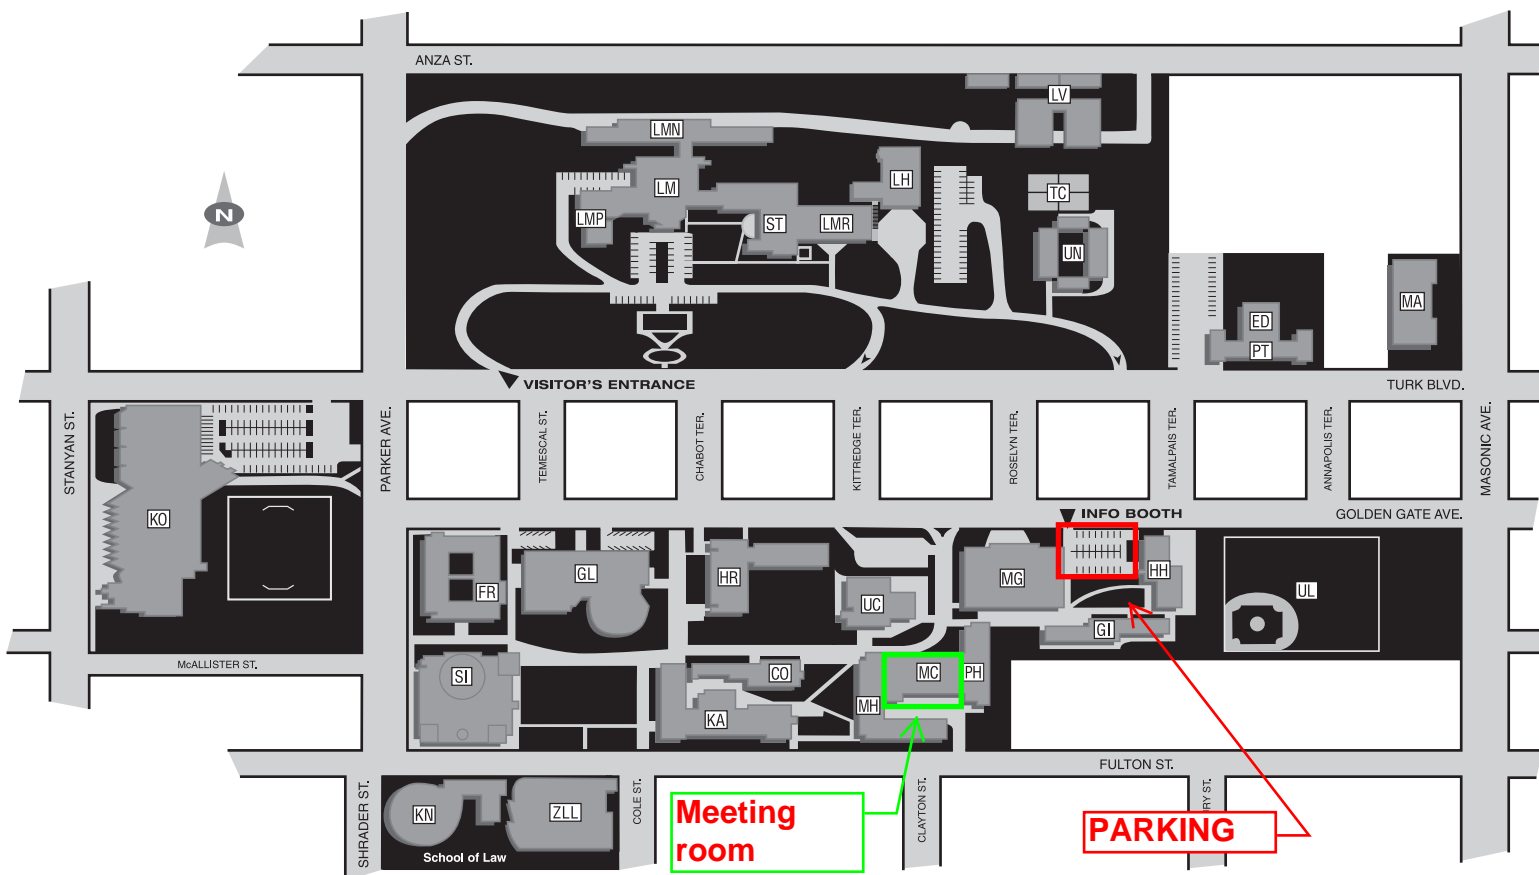 ANZA ST.
LV
LMN
LM
LH
TC
LMP
ST
LMR
N
UN
MA
ED
PT
VISITOR'S ENTRANCE
TURK BLVD.
STANYAN ST.
PARKER AVE.
TEMESCAL ST.
CHABOT TER.
KITTREDGE TER.
ROSELYN TER.
TAMALPAIS TER.
ANNAPOLIS TER.
MASONIC AVE.
INFO BOOTH
GOLDEN GATE AVE.
KO
FR
GL
HR
UC
MG
HH
UL
GI
McALLISTER ST.
SI
CO
MC
PH
KA
MH
FULTON ST.
SHRADER ST.
KN
ZLL
COLE ST.
CLAYTON ST.
RY ST.
School of Law
Meeting
room
PARKING